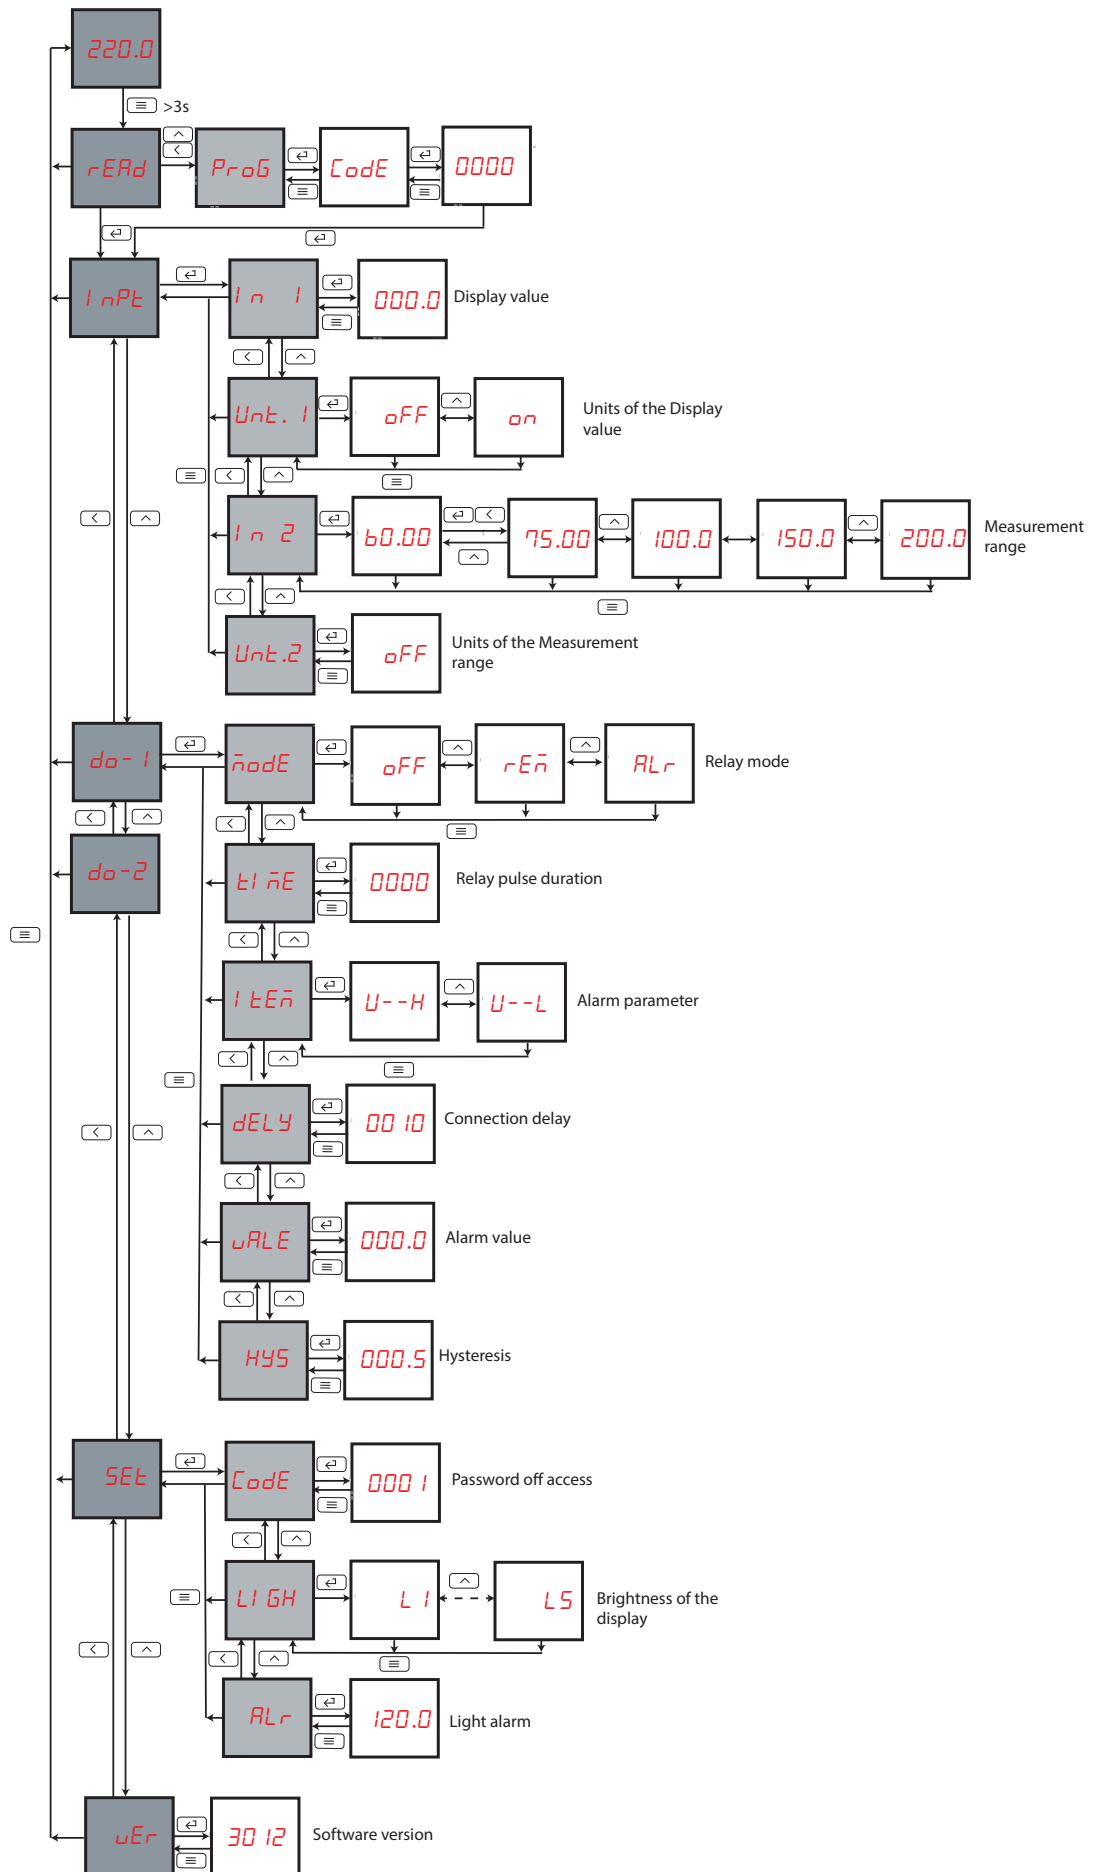 220.0
>3s
rEAd
ProG
CodE
0000
InPt
In 1
000.0
Display value
Unt.1
oFF
on
Units of the Display
value
In 2
60.00
75.00
100.0
150.0
200.0
Measurement
range
Unt.2
oFF
Units of the Measurement
range
do-1
modE
oFF
rEm
ALr
Relay mode
do-2
tImE
0000
Relay pulse duration
ItEm
U--H
U--L
Alarm parameter
dELY
0010
Connection delay
vALE
000.0
Alarm value
HYS
000.5
Hysteresis
SEt
CodE
0001
Password off access
LIGH
L1
L5
Brightness of the
display
ALr
120.0
Light alarm
vEr
3012
Software version